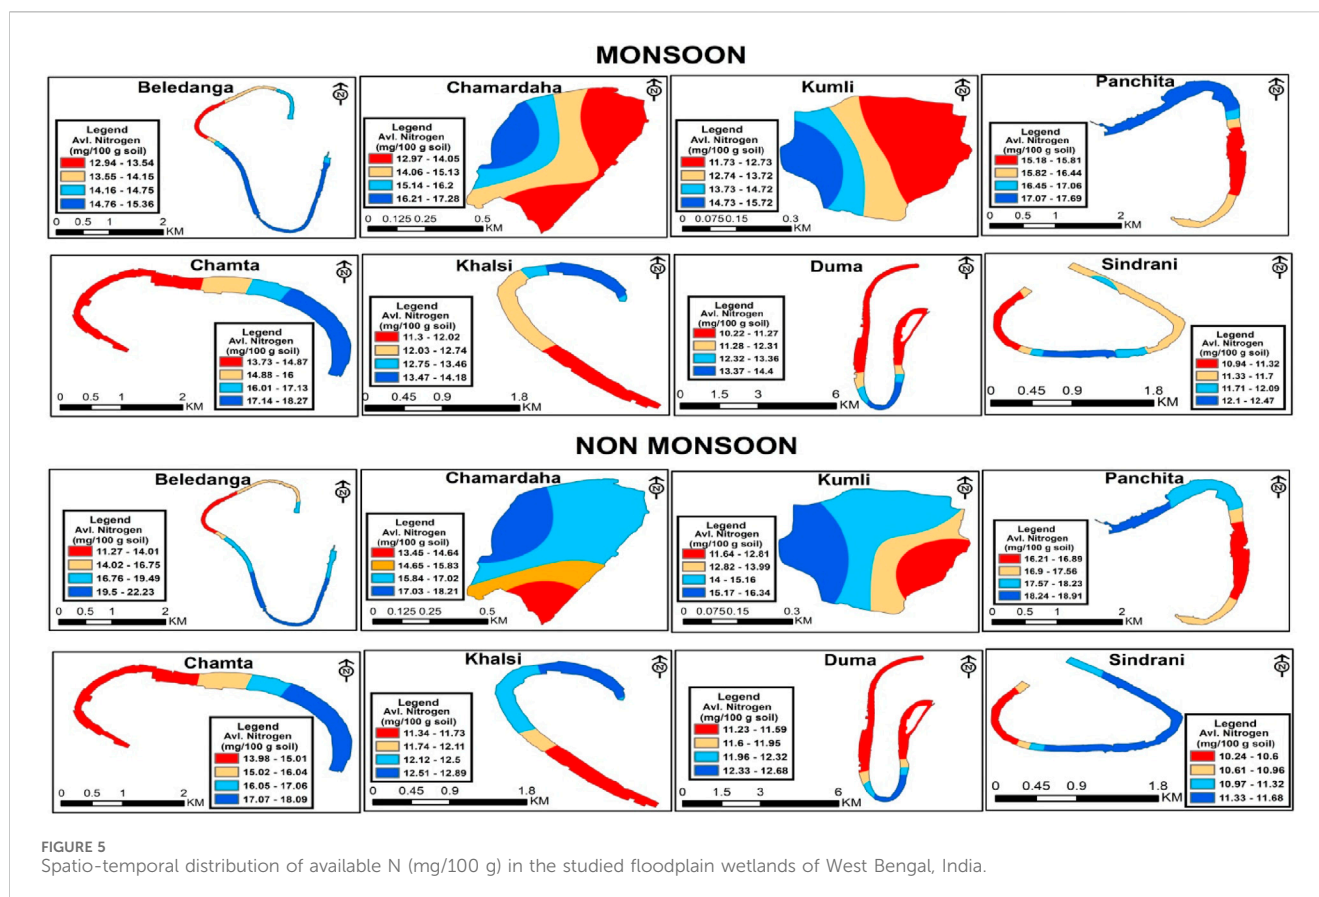 MONSOON
Beledanga
N
Legend
Avl. Nitrogen
(mg/100 g soil)
12.94 - 13.54
13.55 - 14.15
14.16 - 14.75
14.76 - 15.36
0 0.5 1 2
KM
Chamardaha
N
Legend
Avl. Nitrogen
(mg/100 g soil)
12.97 - 14.05
14.06 - 15.13
15.14 - 16.2
16.21 - 17.28
0 0.125 0.25 0.5
KM
Kumli
N
Legend
Avl. Nitrogen
(mg/100 g soil)
11.73 - 12.73
12.74 - 13.72
13.73 - 14.72
14.73 - 15.72
0 0.075 0.15 0.3
KM
Panchita
N
Legend
Avl. Nitrogen
(mg/100 g soil)
15.18 - 15.81
15.82 - 16.44
16.45 - 17.06
17.07 - 17.69
0 0.5 1 2
KM
Chamta
N
Legend
Avl. Nitrogen
(mg/100 g soil)
13.73 - 14.87
14.88 - 16
16.01 - 17.13
17.14 - 18.27
0 0.5 1 2
KM
Khalsi
N
Legend
Avl. Nitrogen
(mg/100 g soil)
11.3 - 12.02
12.03 - 12.74
12.75 - 13.46
13.47 - 14.18
0 0.45 0.9 1.8
KM
Duma
N
Legend
Avl. Nitrogen
(mg/100 g soil)
10.22 - 11.27
11.28 - 12.31
12.32 - 13.36
13.37 - 14.4
0 1.5 3 6
KM
Sindrani
N
Legend
Avl. Nitrogen
(mg/100 g soil)
10.94 - 11.32
11.33 - 11.7
11.71 - 12.09
12.1 - 12.47
0 0.45 0.9 1.8
KM
NON MONSOON
Beledanga
N
Legend
Avl. Nitrogen
(mg/100 g soil)
11.27 - 14.01
14.02 - 16.75
16.76 - 19.49
19.5 - 22.23
0 0.5 1 2
KM
Chamardaha
N
Legend
Avl. Nitrogen
(mg/100 g soil)
13.45 - 14.64
14.65 - 15.83
15.84 - 17.02
17.03 - 18.21
0 0.125 0.25 0.5
KM
Kumli
N
Legend
Avl. Nitrogen
(mg/100 g soil)
11.64 - 12.81
12.82 - 13.99
14 - 15.16
15.17 - 16.34
0 0.075 0.15 0.3
KM
Panchita
N
Legend
Avl. Nitrogen
(mg/100 g soil)
16.21 - 16.89
16.9 - 17.56
17.57 - 18.23
18.24 - 18.91
0 0.5 1 2
KM
Chamta
N
Legend
Avl. Nitrogen
(mg/100 g soil)
13.98 - 15.01
15.02 - 16.04
16.05 - 17.06
17.07 - 18.09
0 0.5 1 2
KM
Khalsi
N
Legend
Avl. Nitrogen
(mg/100 g soil)
11.34 - 11.73
11.74 - 12.11
12.12 - 12.5
12.51 - 12.89
0 0.45 0.9 1.8
KM
Duma
N
Legend
Avl. Nitrogen
(mg/100 g soil)
11.23 - 11.59
11.6 - 11.95
11.96 - 12.32
12.33 - 12.68
0 1.5 3 6
KM
Sindrani
N
Legend
Avl. Nitrogen
(mg/100 g soil)
10.24 - 10.6
10.61 - 10.96
10.97 - 11.32
11.33 - 11.68
0 0.45 0.9 1.8
KM
FIGURE 5
Spatio-temporal distribution of available N (mg/100 g) in the studied floodplain wetlands of West Bengal, India.